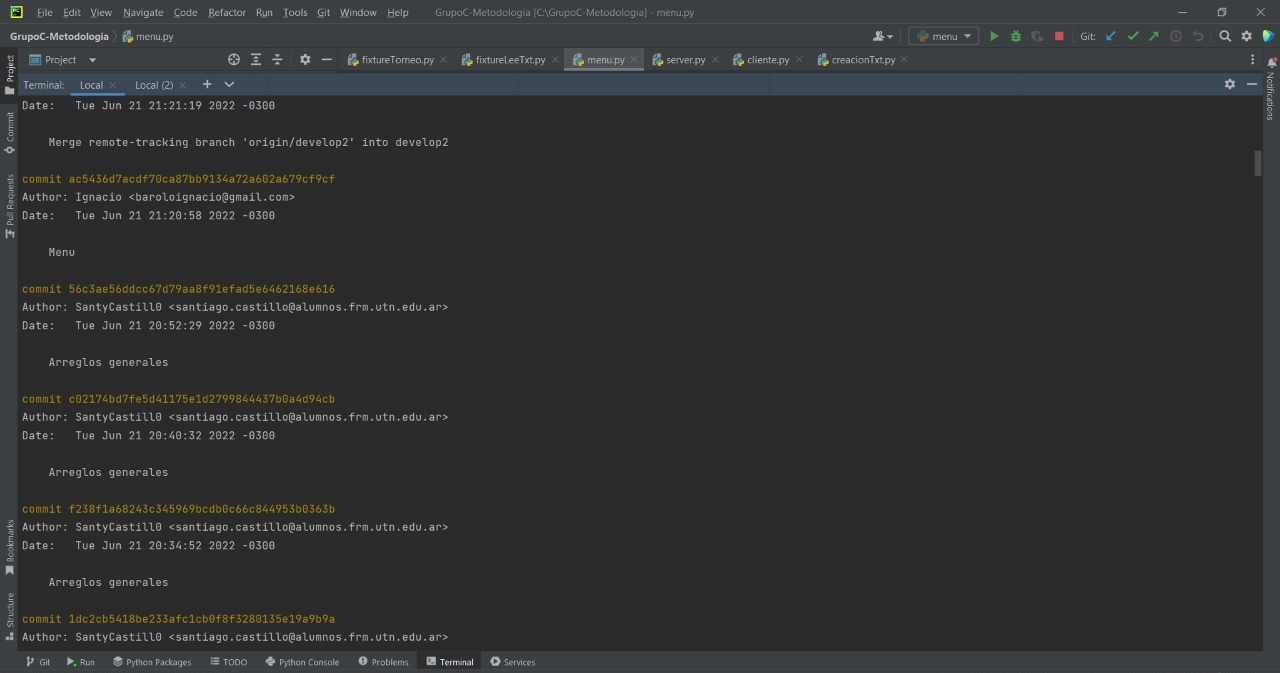 File Edit View Navigate Code Refactor Run Tools Git Window Help GrupoC-Metodologia [C:\GrupoC-Metodologia] - menu.py
GrupoC-Metodologia menu.py menu Git:
Project fixtureTorneo.py fixtureLeeTxt.py menu.py server.py cliente.py creacionTxt.py
Terminal: Local Local (2)
Date:   Tue Jun 21 21:21:19 2022 -0300
Merge remote-tracking branch 'origin/develop2' into develop2
commit ac5436d7acdf70ca87bb9134a72a602a679cf9cf
Author: Ignacio <baroloignacio@gmail.com>
Date:   Tue Jun 21 21:20:58 2022 -0300
Menu
commit 56c3ae56ddcc67d79aa8f91efad5e6462168e616
Author: SantyCastill0 <santiago.castillo@alumnos.frm.utn.edu.ar>
Date:   Tue Jun 21 20:52:29 2022 -0300
Arreglos generales
commit c02174bd7fe5d41175e1d2799844437b0a4d94cb
Author: SantyCastill0 <santiago.castillo@alumnos.frm.utn.edu.ar>
Date:   Tue Jun 21 20:40:32 2022 -0300
Arreglos generales
commit f238f1a68243c345969bcdb0c66c844953b0363b
Author: SantyCastill0 <santiago.castillo@alumnos.frm.utn.edu.ar>
Date:   Tue Jun 21 20:34:52 2022 -0300
Arreglos generales
commit 1dc2cb5418be233afc1cb0f8f3280135e19a9b9a
Author: SantyCastill0 <santiago.castillo@alumnos.frm.utn.edu.ar>
Project
Commit
Pull Requests
Bookmarks
Structure
Notifications
Git Run Python Packages TODO Python Console Problems Terminal Services